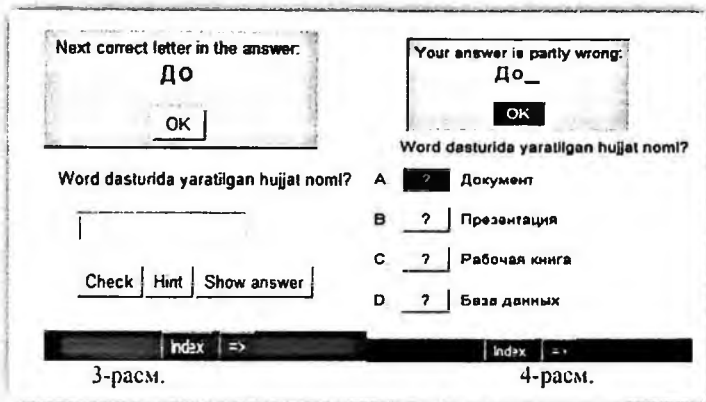 Next correct letter in the answer:
До
OK
Word dasturida yaratilgan hujjat nomi?
Check Hint Show answer
Index =>
3-расм.
Your answer is partly wrong:
До_
OK
Word dasturida yaratilgan hujjat nomi?
A ? Документ
B ? Презентация
C ? Рабочая книга
D ? База данных
Index =>
4-расм.